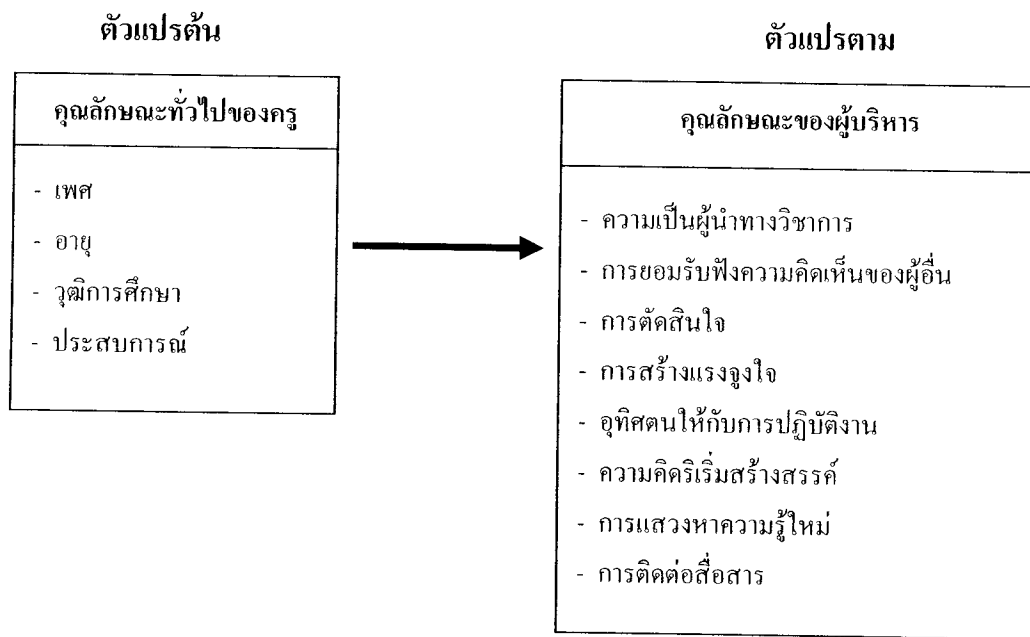 ตัวแปรต้น
คุณลักษณะทั่วไปของครู
- เพศ
- อายุ
- วุฒิการศึกษา
- ประสบการณ์
ตัวแปรตาม
คุณลักษณะของผู้บริหาร
- ความเป็นผู้นำทางวิชาการ
- การยอมรับฟังความคิดเห็นของผู้อื่น
- การตัดสินใจ
- การสร้างแรงจูงใจ
- อุทิศตนให้กับการปฏิบัติงาน
- ความคิดริเริ่มสร้างสรรค์
- การแสวงหาความรู้ใหม่
- การติดต่อสื่อสาร